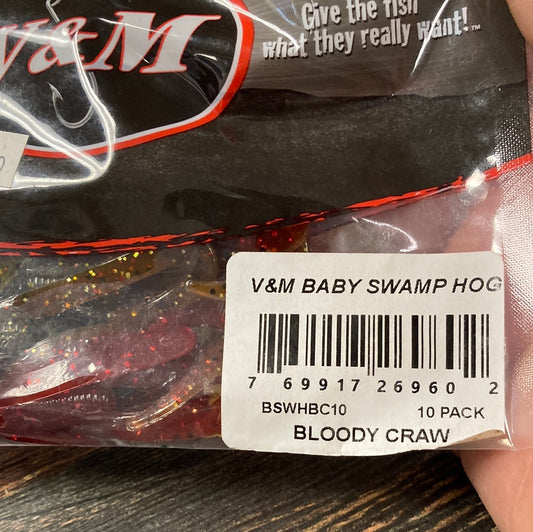 V&M
Give the fish
what they really want!™
V&M BABY SWAMP HOG
7 69917 26960 2
BSWHBC10 10 PACK
BLOODY CRAW